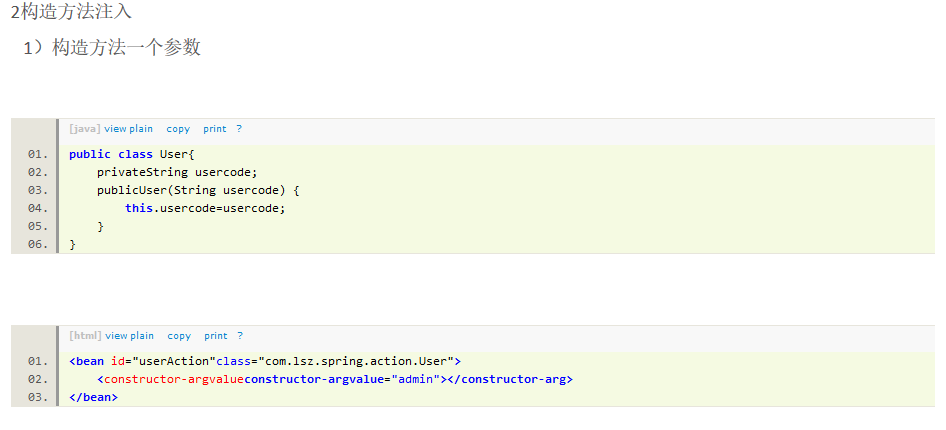 2构造方法注入
1）构造方法一个参数
[java] view plain copy print ?
01. public class User{
02.     privateString usercode;
03.     publicUser(String usercode) {
04.         this.usercode=usercode;
05.     }
06. }
[html] view plain copy print ?
01. <bean id="userAction"class="com.lsz.spring.action.User">
02.     <constructor-argvalueconstructor-argvalue="admin"></constructor-arg>
03. </bean>